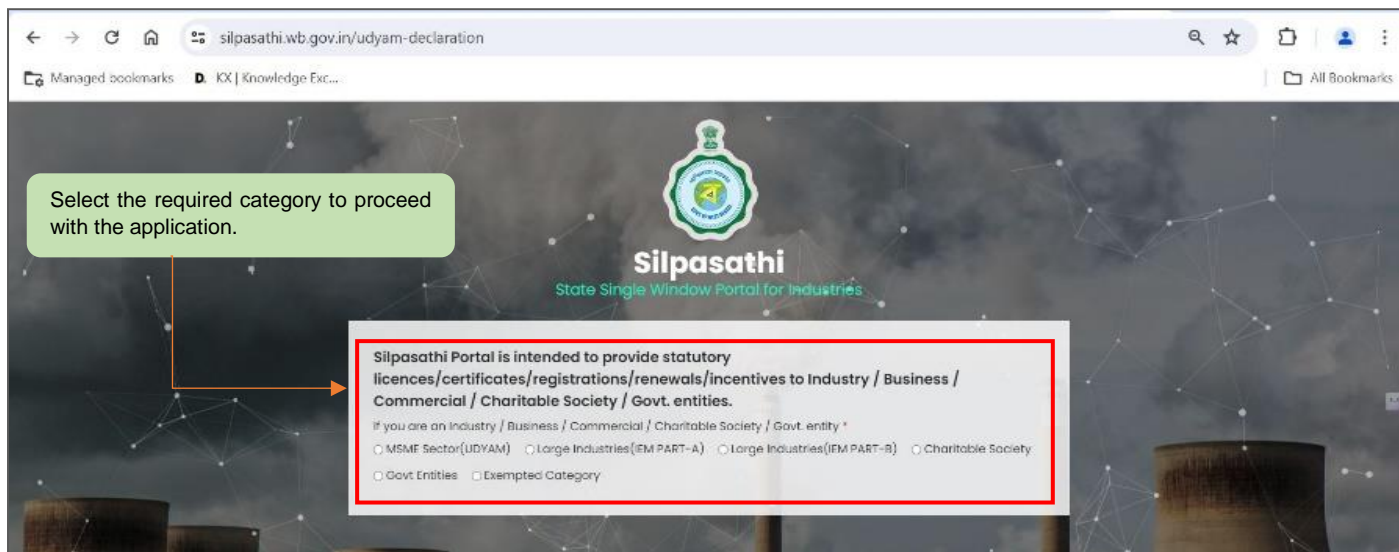 silpasathi.wb.gov.in/udyam-declaration
Managed bookmarks D. KX | Knowledge Exc... All Bookmarks
Select the required category to proceed
with the application.
Silpasathi
State Single Window Portal for Industries
Silpasathi Portal is intended to provide statutory
licences/certificates/registrations/renewals/incentives to Industry / Business /
Commercial / Charitable Society / Govt. entities.
If you are an Industry / Business / Commercial / Charitable Society / Govt. entity *
MSME Sector(UDYAM) Large Industries(IEM PART-A) Large Industries(IEM PART-B) Charitable Society
Govt Entities Exempted Category